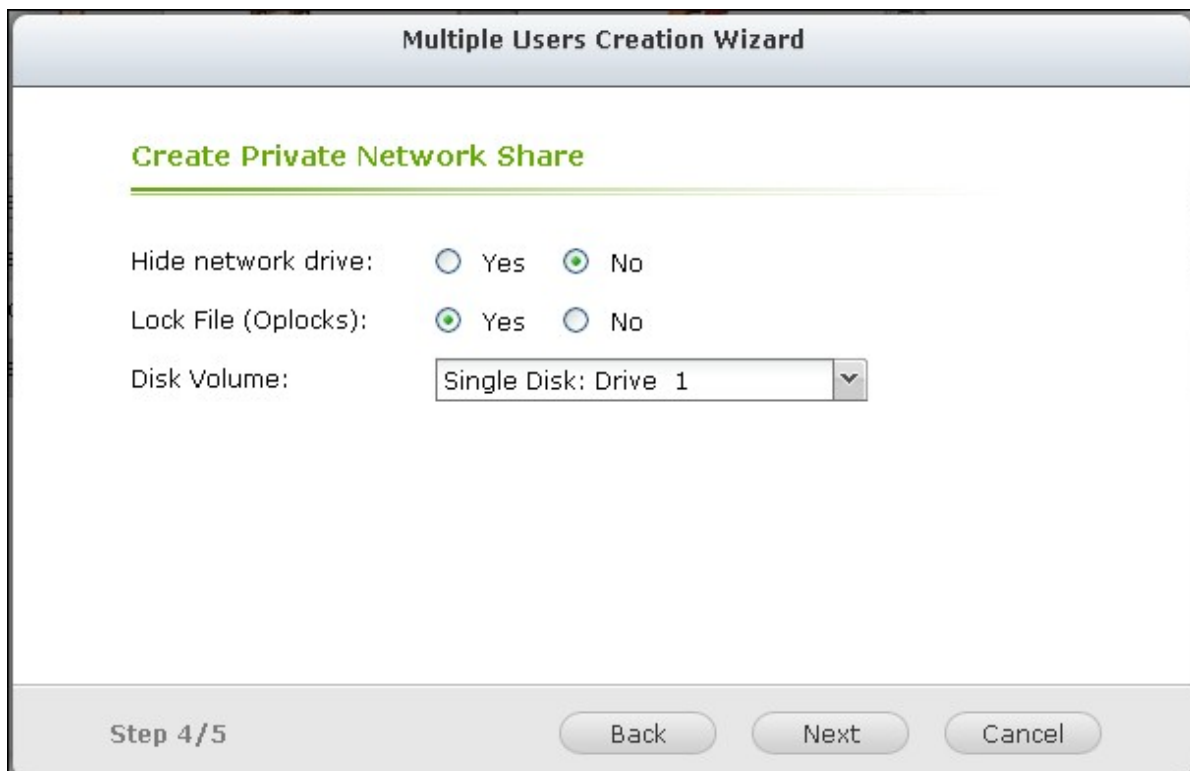 Multiple Users Creation Wizard
Create Private Network Share
Hide network drive: Yes No
Lock File (Oplocks): Yes No
Disk Volume: Single Disk: Drive 1
Step 4/5 Back Next Cancel